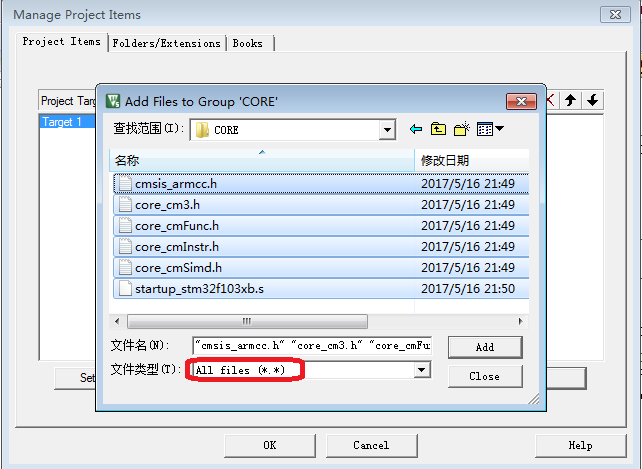 Manage Project Items
Project Items Folders/Extensions Books
Project Targ
Target 1
Add Files to Group 'CORE'
查找范围(I): CORE
名称 修改日期
cmsis_armcc.h 2017/5/16 21:49
core_cm3.h 2017/5/16 21:49
core_cmFunc.h 2017/5/16 21:49
core_cmInstr.h 2017/5/16 21:49
core_cmSimd.h 2017/5/16 21:49
startup_stm32f103xb.s 2017/5/16 21:50
文件名(N): "cmsis_armcc.h" "core_cm3.h" "core_cmFu Add
文件类型(T): All files (*.*) Close
Set
OK Cancel Help